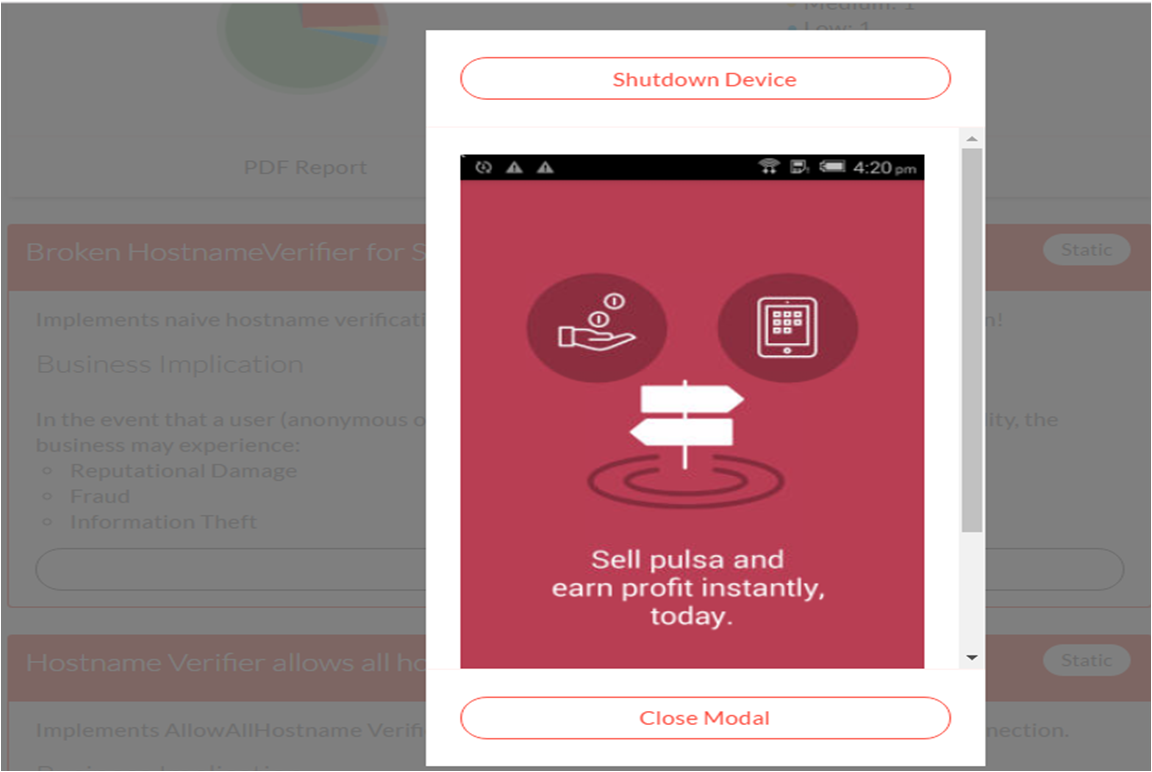 Medium: 1
Low: 1
Shutdown Device
PDF Report
4:20 pm
Broken HostnameVerifier for S
Static
Implements naive hostname verificati
n!
Business Implication
In the event that a user (anonymous o
lty, the
business may experience:
Reputational Damage
Fraud
Information Theft
Sell pulsa and
earn profit instantly,
today.
Hostname Verifier allows all ho
Static
Close Modal
Implements AllowAllHostname Verifi
nection.